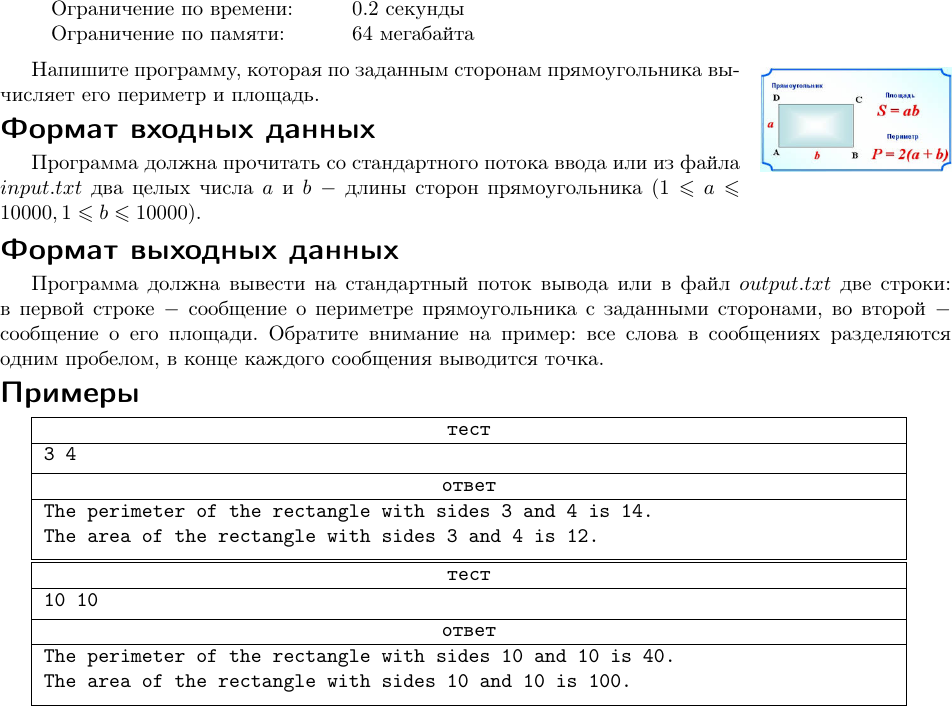 Ограничение по времени: 0.2 секунды
Ограничение по памяти: 64 мегабайта
Напишите программу, которая по заданным сторонам прямоугольника вы-
числяет его периметр и площадь.
Прямоугольник
D
C
a
A
b
B
Площадь
S = ab
Периметр
P = 2(a + b)
Формат входных данных
Программа должна прочитать со стандартного потока ввода или из файла
input.txt два целых числа a и b − длины сторон прямоугольника (1 ⩽ a ⩽
10000, 1 ⩽ b ⩽ 10000).
Формат выходных данных
Программа должна вывести на стандартный поток вывода или в файл output.txt две строки:
в первой строке − сообщение о периметре прямоугольника с заданными сторонами, во второй −
сообщение о его площади. Обратите внимание на пример: все слова в сообщениях разделяются
одним пробелом, в конце каждого сообщения выводится точка.
Примеры
тест
3 4
ответ
The perimeter of the rectangle with sides 3 and 4 is 14.
The area of the rectangle with sides 3 and 4 is 12.
тест
10 10
ответ
The perimeter of the rectangle with sides 10 and 10 is 40.
The area of the rectangle with sides 10 and 10 is 100.